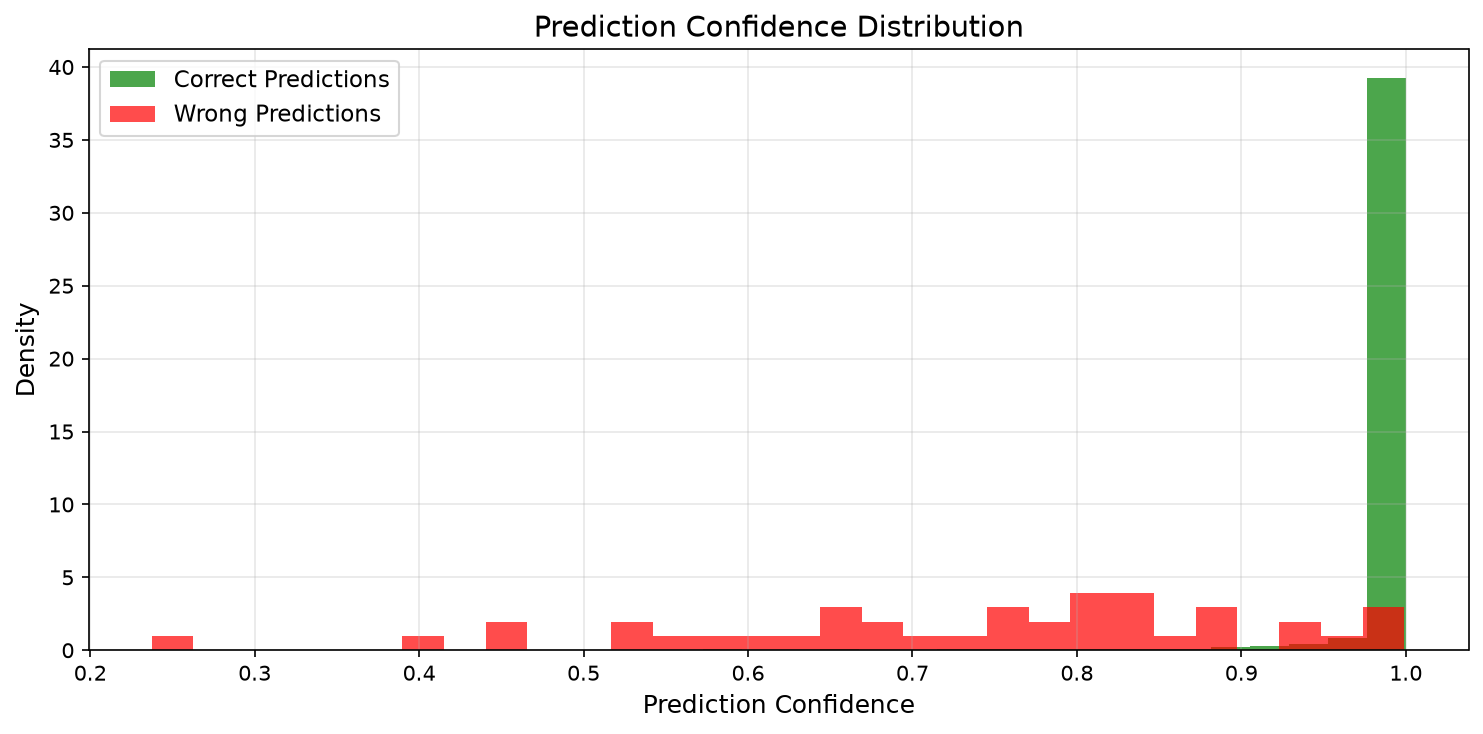 Prediction Confidence Distribution
Correct Predictions
Wrong Predictions
Density
40
35
30
25
20
15
10
5
0
0.2 0.3 0.4 0.5 0.6 0.7 0.8 0.9 1.0
Prediction Confidence